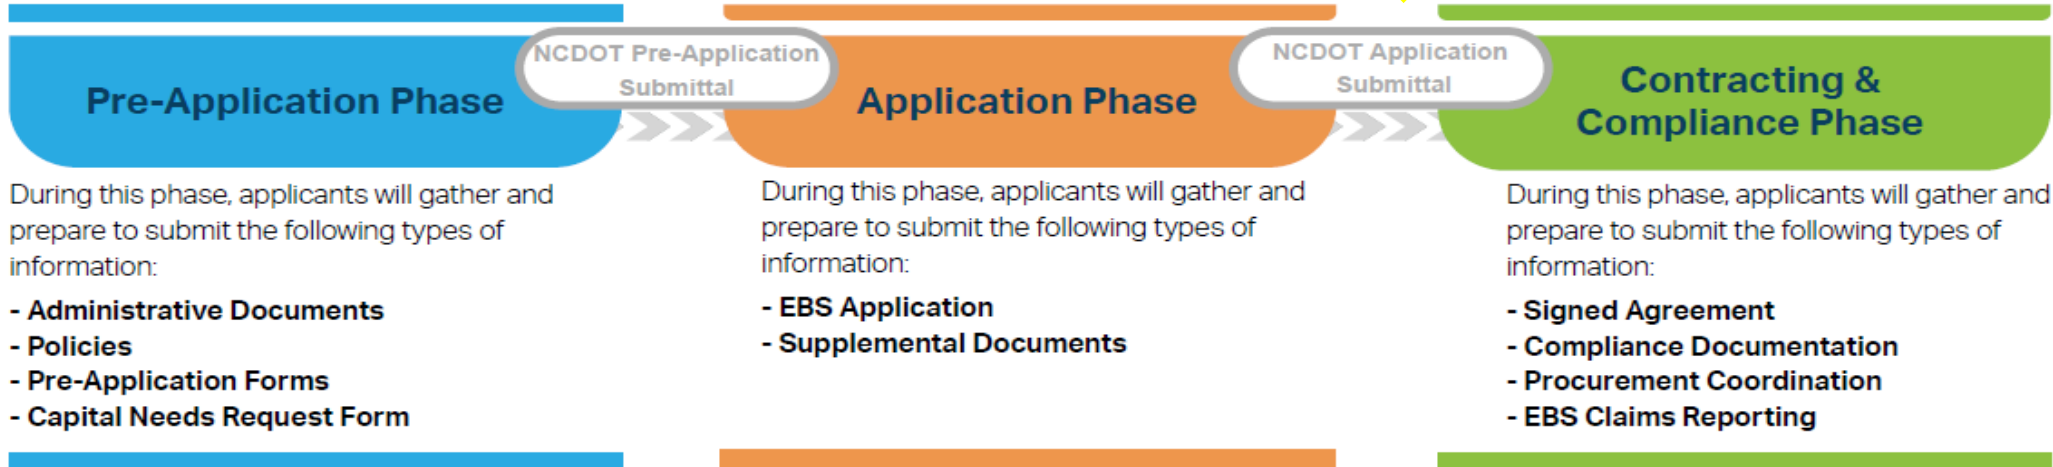 NCDOT Pre-Application
Submittal
NCDOT Application
Submittal
Pre-Application Phase
Application Phase
Contracting &
Compliance Phase
During this phase, applicants will gather and
prepare to submit the following types of
information:
- Administrative Documents
- Policies
- Pre-Application Forms
- Capital Needs Request Form
During this phase, applicants will gather and
prepare to submit the following types of
information:
- EBS Application
- Supplemental Documents
During this phase, applicants will gather and
prepare to submit the following types of
information:
- Signed Agreement
- Compliance Documentation
- Procurement Coordination
- EBS Claims Reporting